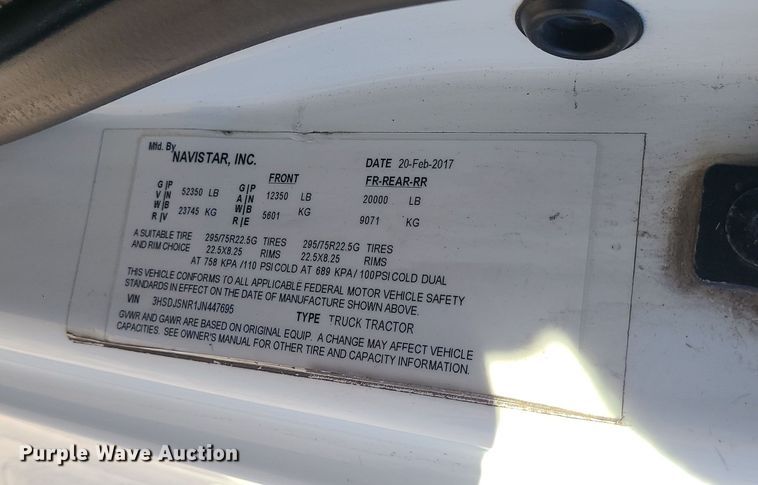 Mfd. By
NAVISTAR, INC.
DATE 20-Feb-2017
FRONT FR-REAR-RR
G|P V|N W|B R|V 52350 LB G|P A|N W|B R|E 12350 LB 20000 LB
23745 KG 5601 KG 9071 KG
A SUITABLE TIRE 295/75R22.5G TIRES 295/75R22.5G TIRES
AND RIM CHOICE 22.5X8.25 RIMS 22.5X8.25 RIMS
AT 758 KPA /110 PSI COLD AT 689 KPA/ 100PSI COLD DUAL
THIS VEHICLE CONFORMS TO ALL APPLICABLE FEDERAL MOTOR VEHICLE SAFETY
STANDARDS IN EFFECT ON THE DATE OF MANUFACTURE SHOWN ABOVE.
VIN 3HSDJSNR1JN447695 TYPE TRUCK TRACTOR
GVWR AND GAWR ARE BASED ON ORIGINAL EQUIP. A CHANGE MAY AFFECT VEHICLE
CAPACITIES. SEE OWNER'S MANUAL FOR OTHER TIRE AND CAPACITY INFORMATION.
Purple Wave Auction